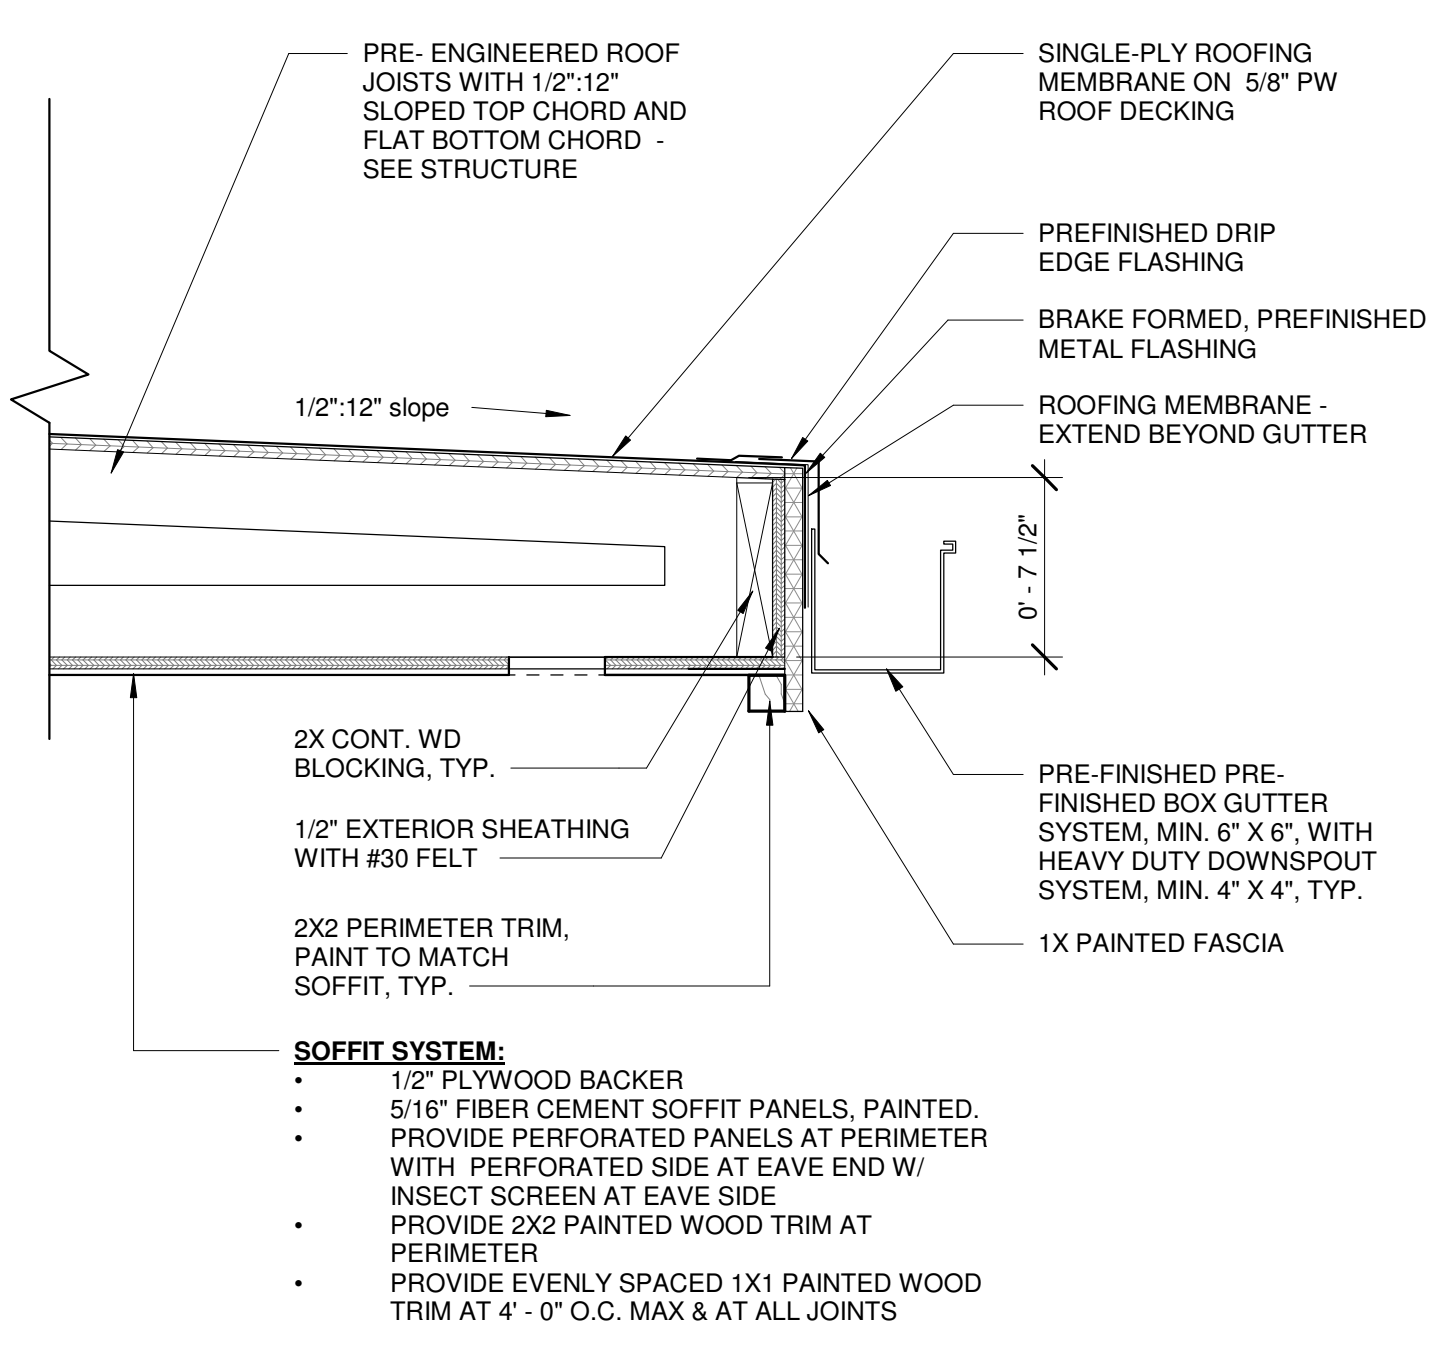 PRE- ENGINEERED ROOF
JOISTS WITH 1/2":12"
SLOPED TOP CHORD AND
FLAT BOTTOM CHORD  -
SEE STRUCTURE
SINGLE-PLY ROOFING
MEMBRANE ON  5/8" PW
ROOF DECKING
PREFINISHED DRIP
EDGE FLASHING
BRAKE FORMED, PREFINISHED
METAL FLASHING
1/2":12" slope
ROOFING MEMBRANE -
EXTEND BEYOND GUTTER
0' - 7 1/2"
2X CONT. WD
BLOCKING, TYP.
1/2" EXTERIOR SHEATHING
WITH #30 FELT
2X2 PERIMETER TRIM,
PAINT TO MATCH
SOFFIT, TYP.
PRE-FINISHED PRE-
FINISHED BOX GUTTER
SYSTEM, MIN. 6" X 6", WITH
HEAVY DUTY DOWNSPOUT
SYSTEM, MIN. 4" X 4", TYP.
1X PAINTED FASCIA
SOFFIT SYSTEM:
• 1/2" PLYWOOD BACKER
• 5/16" FIBER CEMENT SOFFIT PANELS, PAINTED.
• PROVIDE PERFORATED PANELS AT PERIMETER
WITH  PERFORATED SIDE AT EAVE END W/
INSECT SCREEN AT EAVE SIDE
• PROVIDE 2X2 PAINTED WOOD TRIM AT
PERIMETER
• PROVIDE EVENLY SPACED 1X1 PAINTED WOOD
TRIM AT 4' - 0" O.C. MAX & AT ALL JOINTS